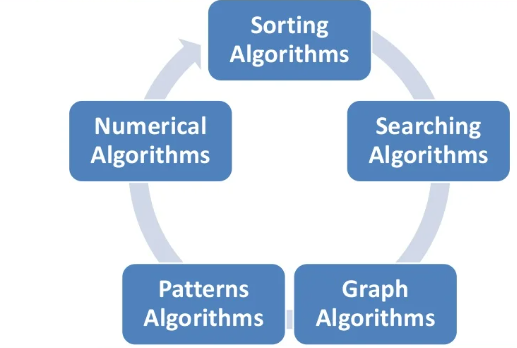 Sorting
Algorithms
Searching
Algorithms
Graph
Algorithms
Patterns
Algorithms
Numerical
Algorithms